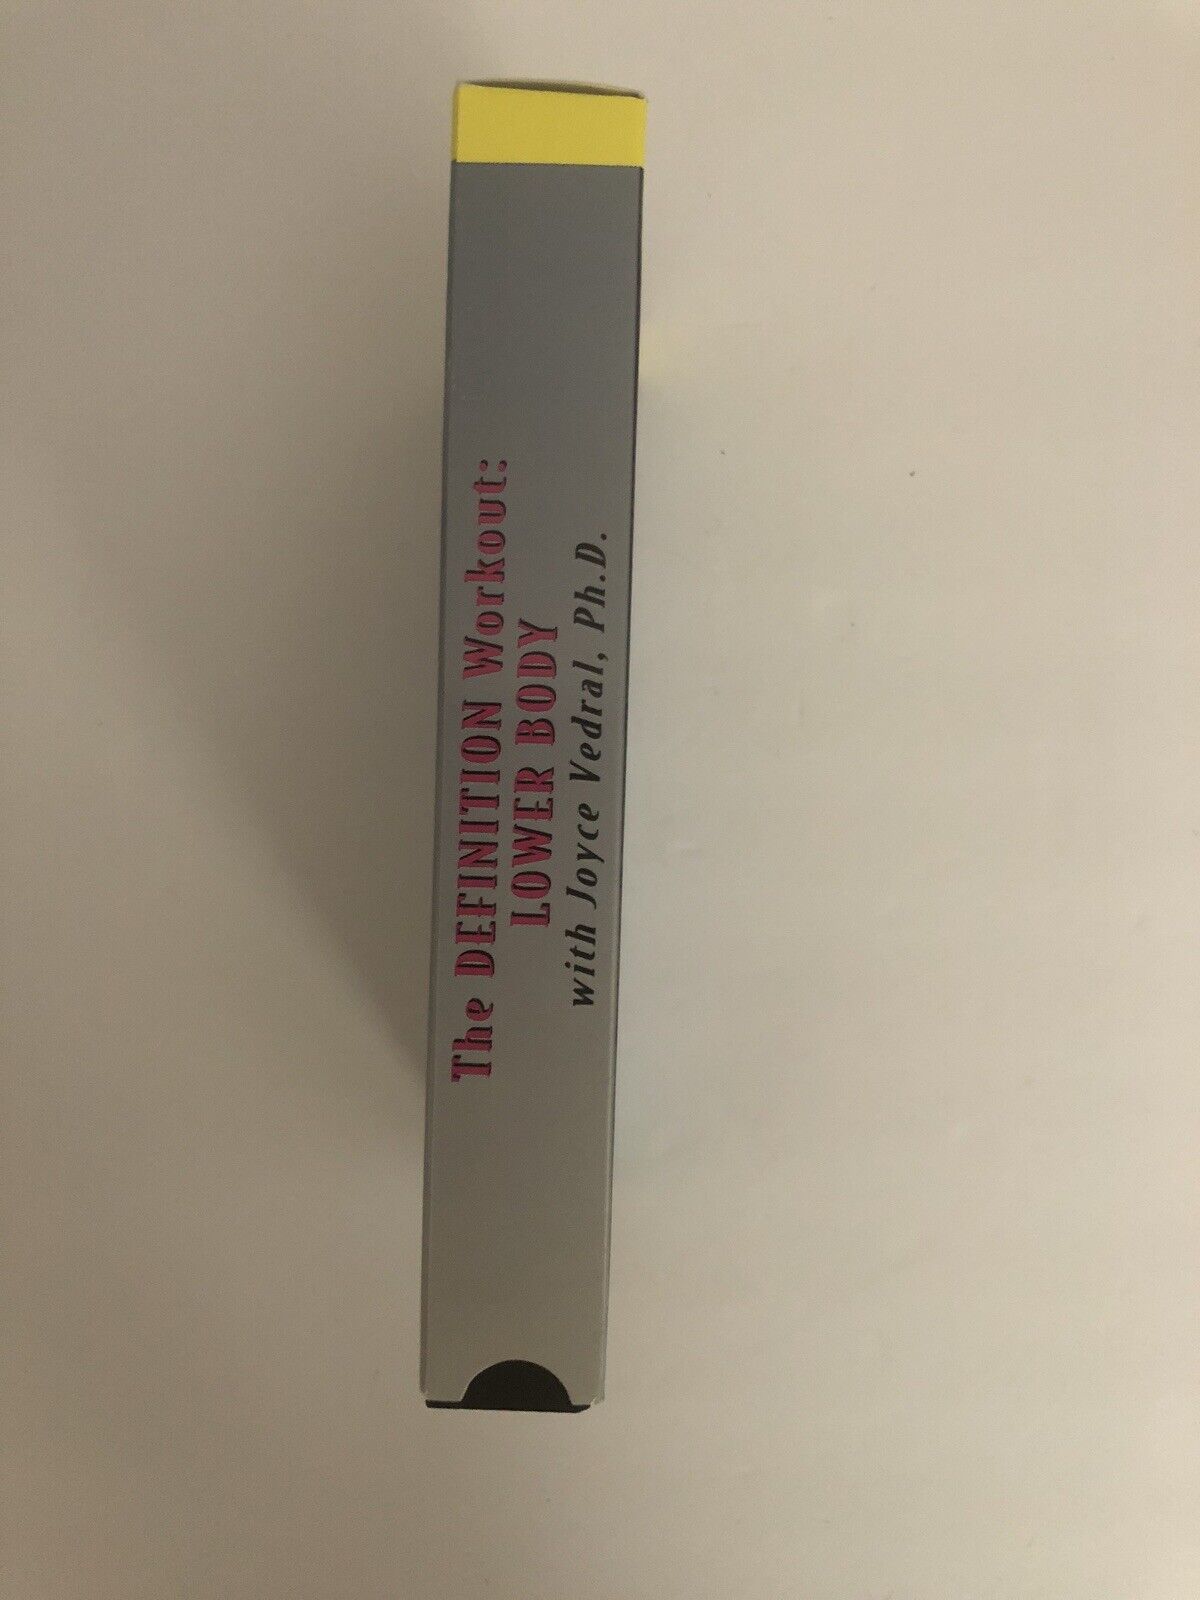 The DEFINITION Workout:
LOWER BODY
with Joyce Vedral, Ph.D.